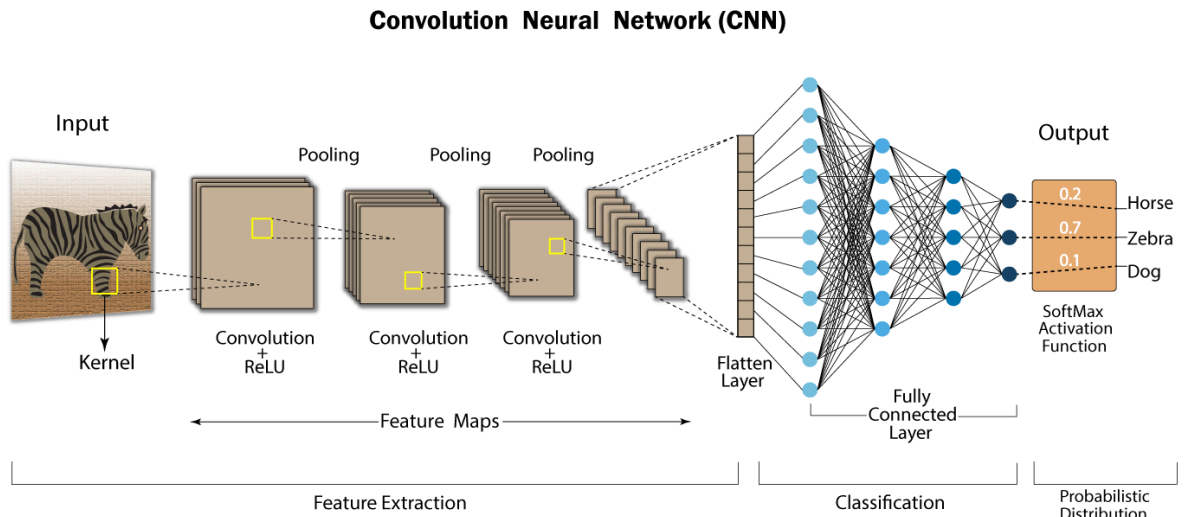 Convolution Neural Network (CNN)
Input
Pooling
Pooling
Pooling
Output
0.2
Horse
0.7
Zebra
0.1
Dog
Kernel
Convolution
+
ReLU
Convolution
+
ReLU
Convolution
+
ReLU
Flatten
Layer
SoftMax
Activation
Function
Fully
Connected
Layer
Feature Maps
Feature Extraction
Classification
Probabilistic
Distribution